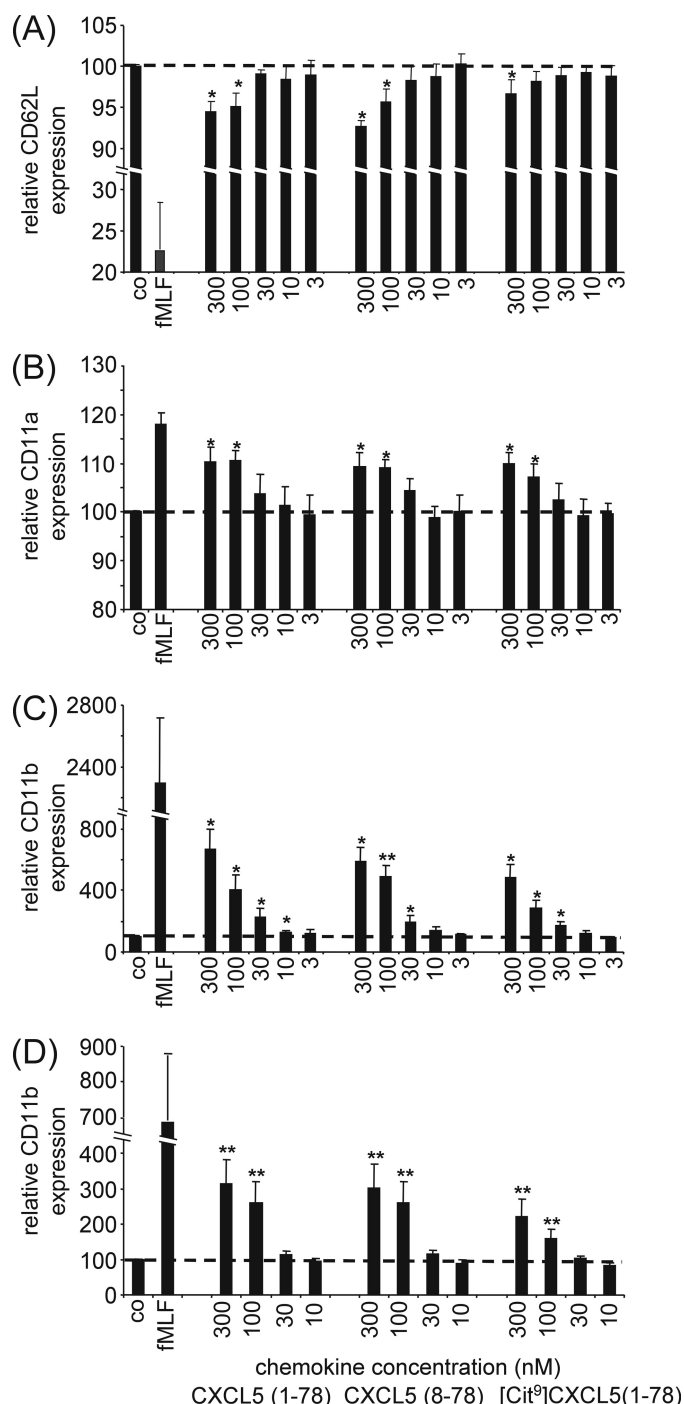 (A)
relative CD62L
expression
105
100
95
90
30
25
20
* * * * *
co fMLF 300 100 30 10 3 300 100 30 10 3 300 100 30 10 3
(B)
relative CD11a
expression
130
120
110
100
90
80
* * * * * *
co fMLF 300 100 30 10 3 300 100 30 10 3 300 100 30 10 3
(C)
relative CD11b
expression
2800
2400
800
400
0
* * * * * ** * * * *
co fMLF 300 100 30 10 3 300 100 30 10 3 300 100 30 10 3
(D)
relative CD11b
expression
900
800
700
400
300
200
100
0
** ** ** ** ** **
co fMLF 300 100 30 10 300 100 30 10 300 100 30 10
chemokine concentration (nM)
CXCL5 (1-78) CXCL5 (8-78) [Cit⁹]CXCL5(1-78)